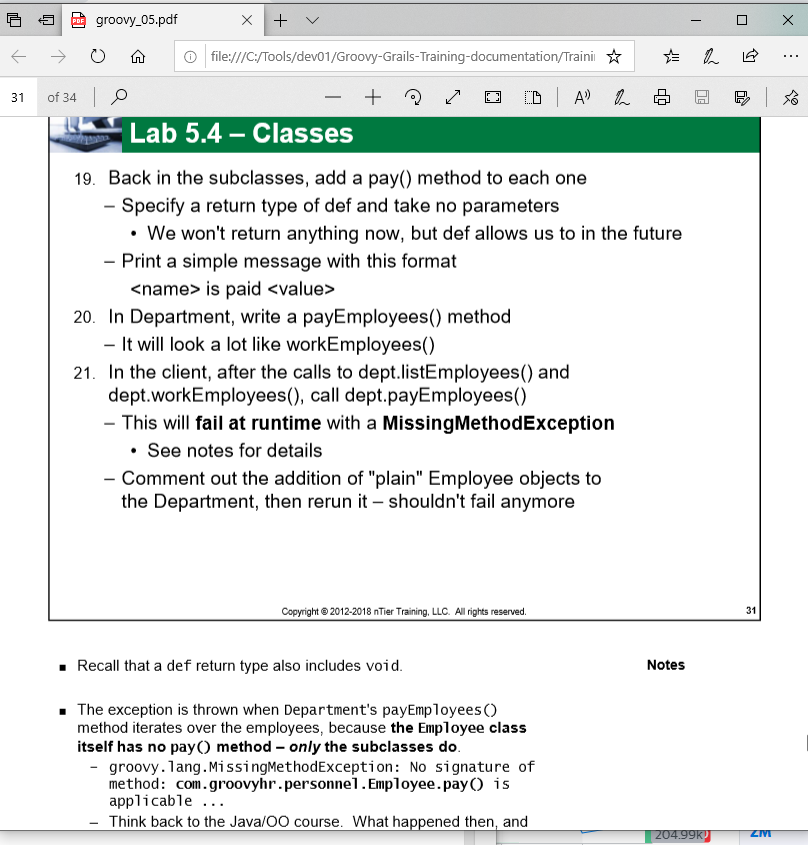 groovy_05.pdf
file:///C:/Tools/dev01/Groovy-Grails-Training-documentation/Traini
31 of 34
Lab 5.4 – Classes
19. Back in the subclasses, add a pay() method to each one
– Specify a return type of def and take no parameters
• We won't return anything now, but def allows us to in the future
– Print a simple message with this format
<name> is paid <value>
20. In Department, write a payEmployees() method
– It will look a lot like workEmployees()
21. In the client, after the calls to dept.listEmployees() and
dept.workEmployees(), call dept.payEmployees()
– This will fail at runtime with a MissingMethodException
• See notes for details
– Comment out the addition of "plain" Employee objects to
the Department, then rerun it – shouldn't fail anymore
Copyright © 2012-2018 nTier Training, LLC. All rights reserved.
31
▪ Recall that a def return type also includes void.
Notes
▪ The exception is thrown when Department's payEmployees()
method iterates over the employees, because the Employee class
itself has no pay() method – only the subclasses do.
– groovy.lang.MissingMethodException: No signature of
method: com.groovyhr.personnel.Employee.pay() is
applicable ...
– Think back to the Java/OO course. What happened then, and
204.99k
ZM